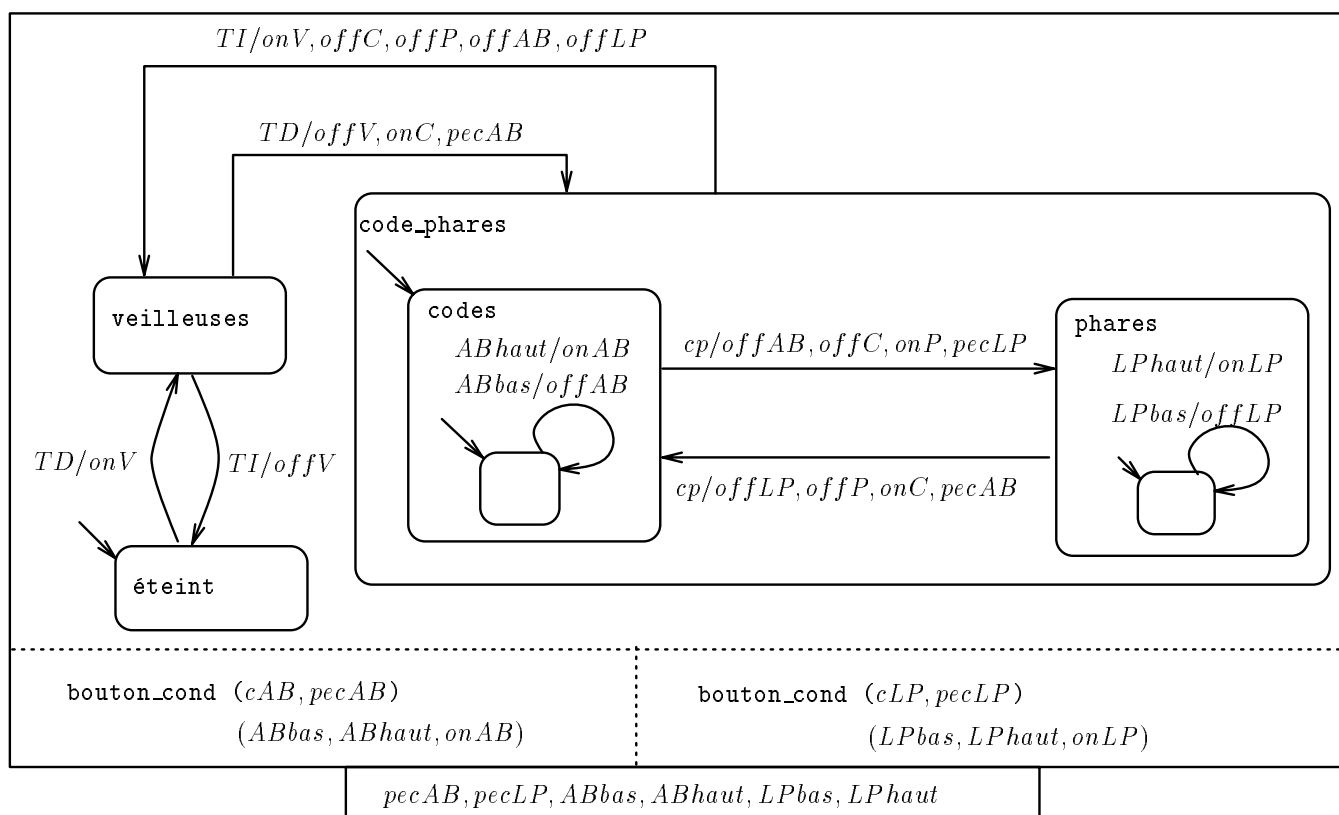 TI/onV, offC, offP, offAB, offLP
TD/offV, onC, pecAB
code_phares
veilleuses
codes
ABhaut/onAB
ABbas/offAB
cp/offAB, offC, onP, pecLP
phares
LPhaut/onLP
LPbas/offLP
TD/onV
TI/offV
cp/offLP, offP, onC, pecAB
éteint
bouton_cond (cAB, pecAB)
(ABbas, ABhaut, onAB)
bouton_cond (cLP, pecLP)
(LPbas, LPhaut, onLP)
pecAB, pecLP, ABbas, ABhaut, LPbas, LPhaut